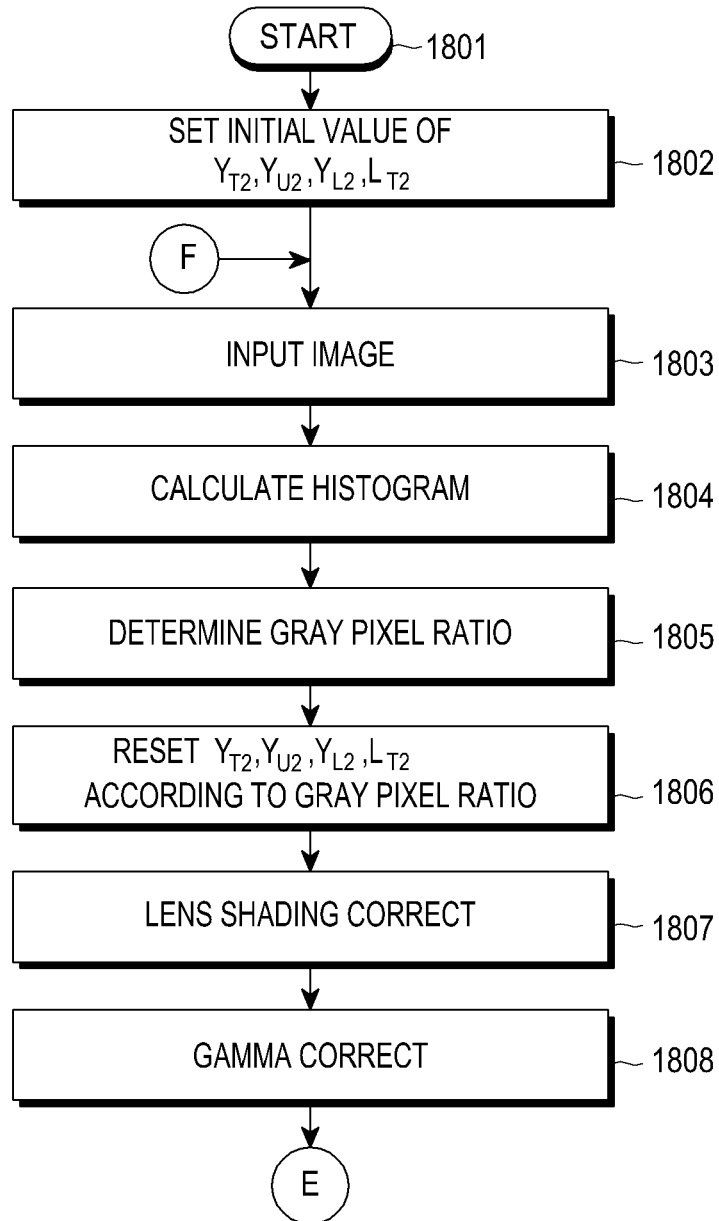 START
1801
SET INITIAL VALUE OF
YT2,YU2,YL2,LT2
1802
F
INPUT IMAGE
1803
CALCULATE HISTOGRAM
1804
DETERMINE GRAY PIXEL RATIO
1805
RESET YT2,YU2,YL2,LT2
ACCORDING TO GRAY PIXEL RATIO
1806
LENS SHADING CORRECT
1807
GAMMA CORRECT
1808
E